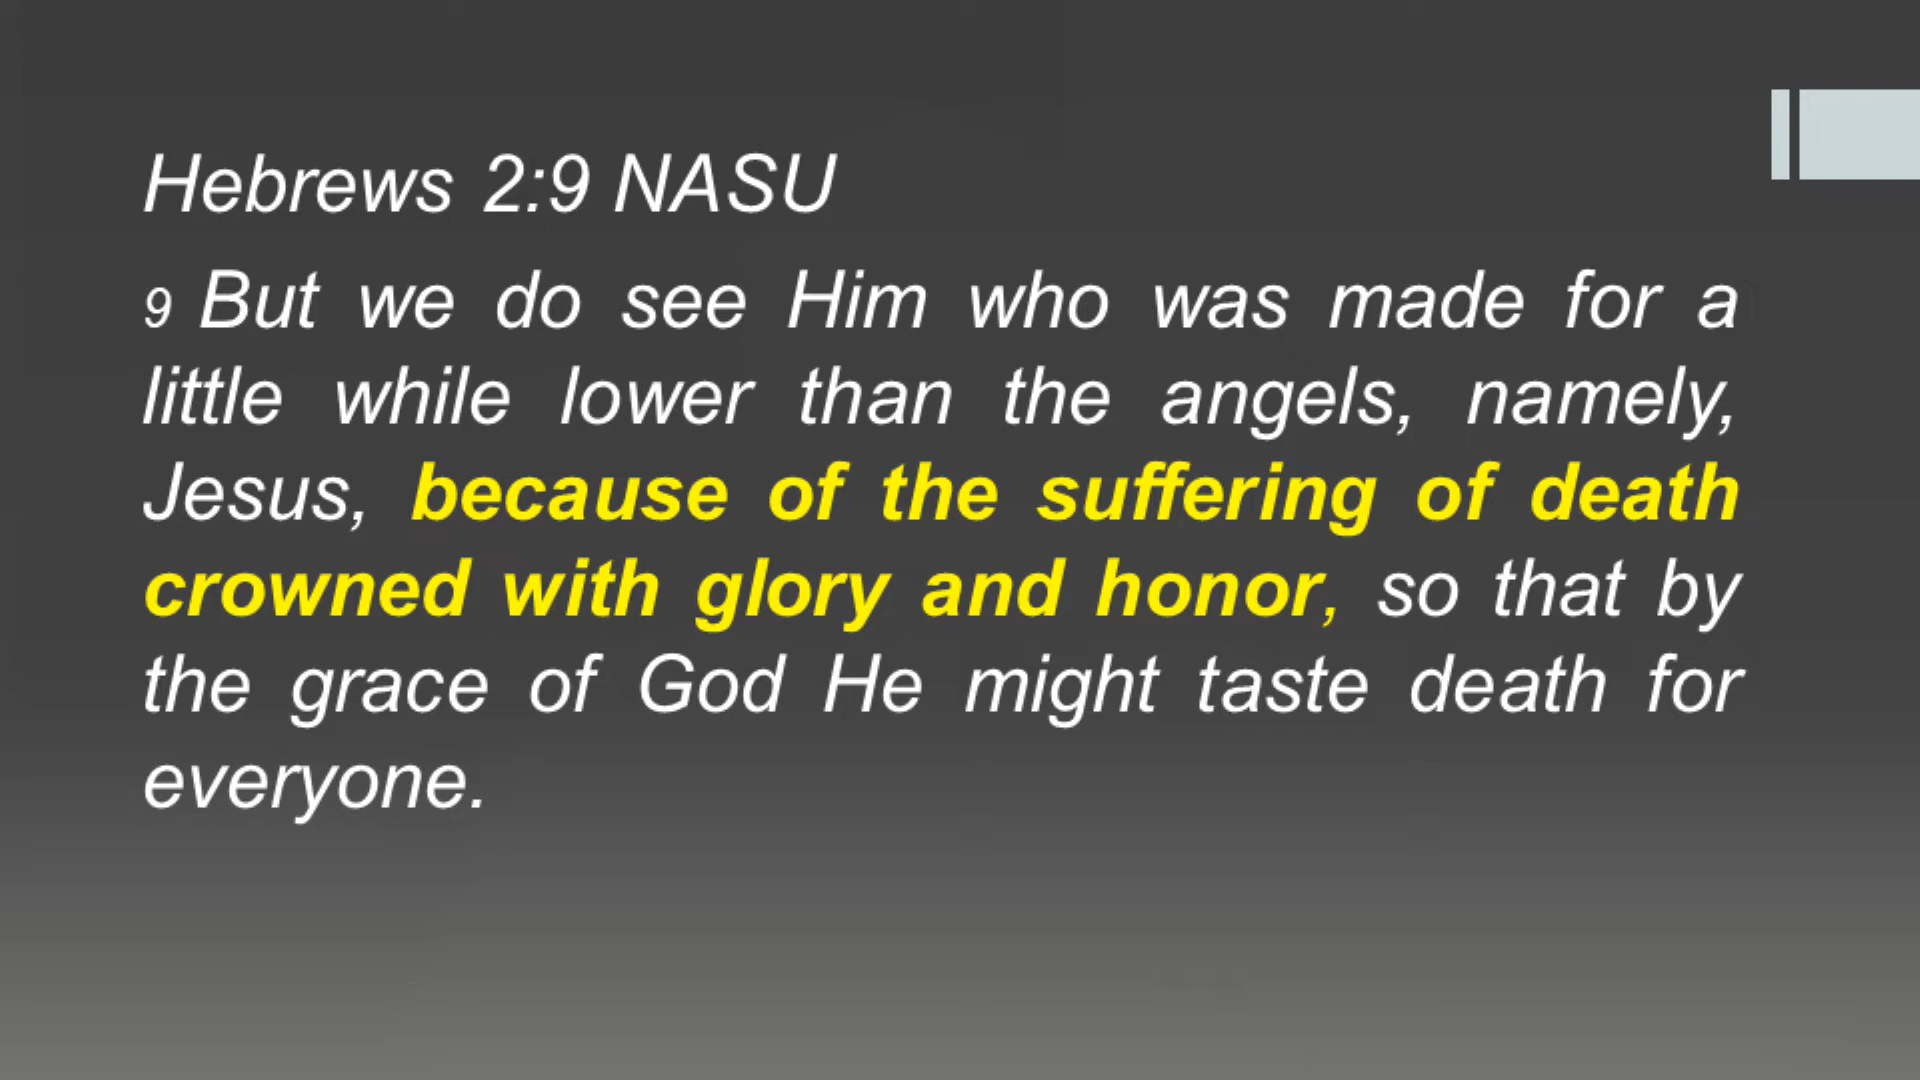 Hebrews 2:9 NASU
9 But we do see Him who was made for a
little while lower than the angels, namely,
Jesus, because of the suffering of death
crowned with glory and honor, so that by
the grace of God He might taste death for
everyone.